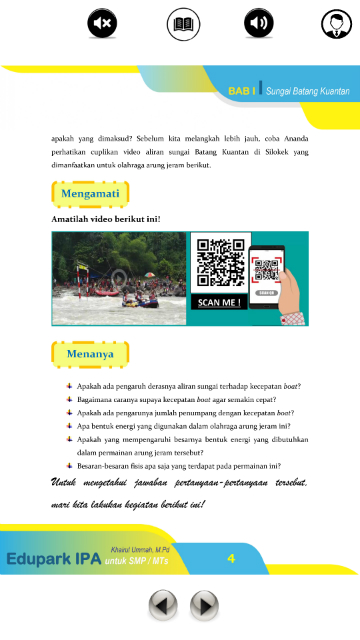 BAB I Sungai Batang Kuantan
apakah yang dimaksud? Sebelum kita melangkah lebih jauh, coba Ananda
perhatikan cuplikan video aliran sungai Batang Kuantan di Silokek yang
dimanfaatkan untuk olahraga arung jeram berikut.
Mengamati
Amatilah video berikut ini!
SCAN ME !
Menanya
Apakah ada pengaruh derasnya aliran sungai terhadap kecepatan boat?
Bagaimana caranya supaya kecepatan boat agar semakin cepat?
Apakah ada pengarunya jumlah penumpang dengan kecepatan boot?
Apa bentuk energi yang digunakan dalam olahraga arung jeram ini?
Apakah yang mempengaruhi besarnya bentuk energi yang dibutuhkan
dalam permainan arung jeram tersebut?
Besaran-besaran fisis apa saja yang terdapat pada permainan ini?
Untuk mengetahui jawaban pertanyaan-pertanyaan tersebut,
mari kita lakukan kegiatan berikut ini!
Khairul Ummah, M.Pd
Edupark IPA untuk SMP / MTs
4